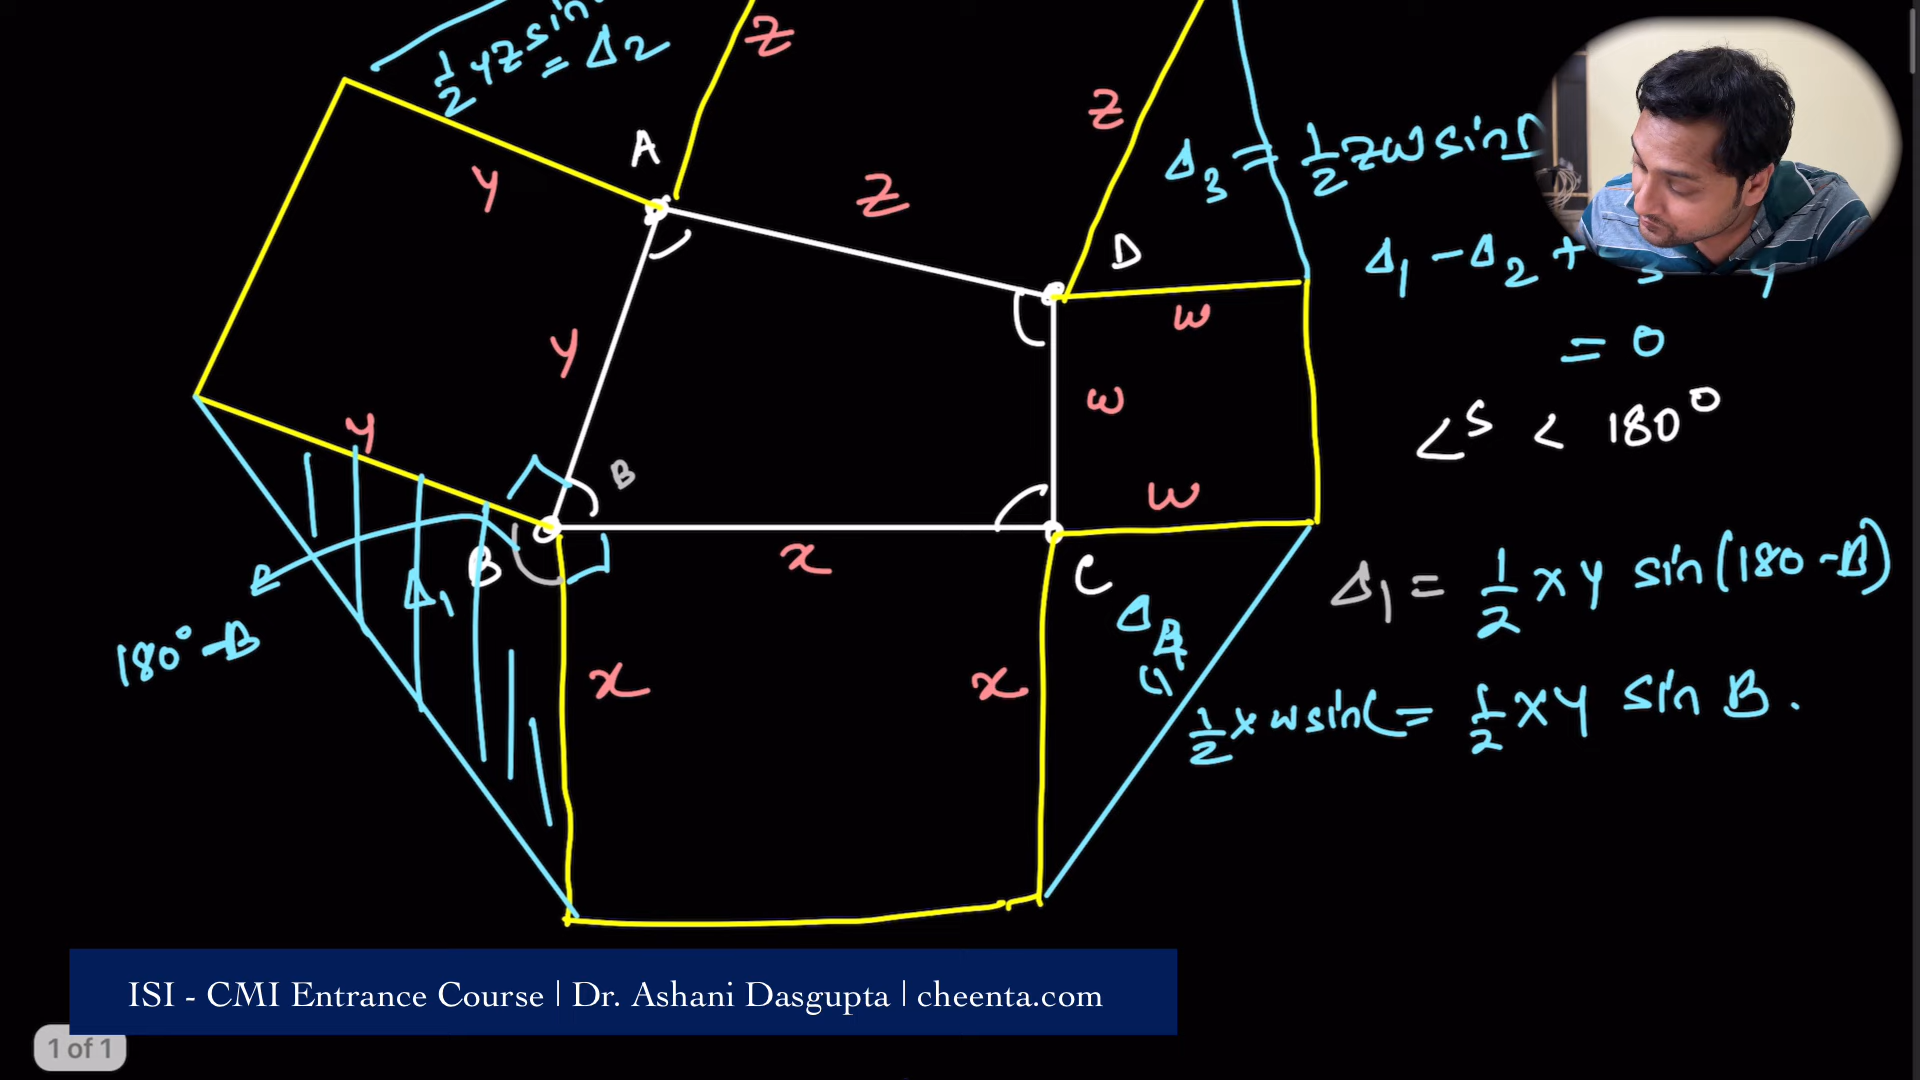 ½yz sin
= Δ2
z
z
A
y
z
Δ3 = ½zw sin D
D
Δ1 - Δ2 +
= 0
w
y
w
∠s < 180°
y
B
w
x
B
C
Δ1
180° - B
Δ1 = ½ xy sin(180 - B)
Δ4
x
x
½ x w sin C = ½ xy sin B.
ISI - CMI Entrance Course | Dr. Ashani Dasgupta | cheenta.com
1 of 1